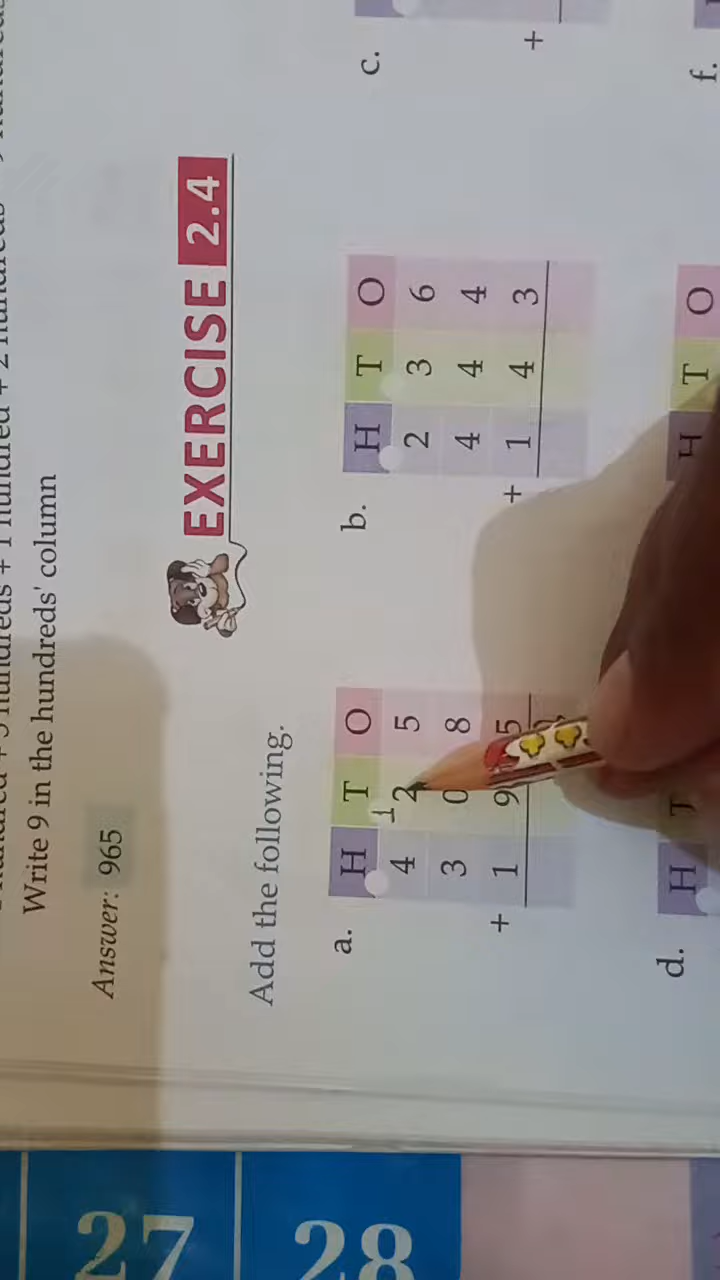 Write 9 in the hundreds' column
Answer: 965
EXERCISE 2.4
Add the following.
a.
H T O
1
4 2 5
3 0 8
+ 1 9 5
b.
H T O
2 3 6
4 4 4
+ 1 4 3
c.
+
d.
H T
H T O
f.
27
28